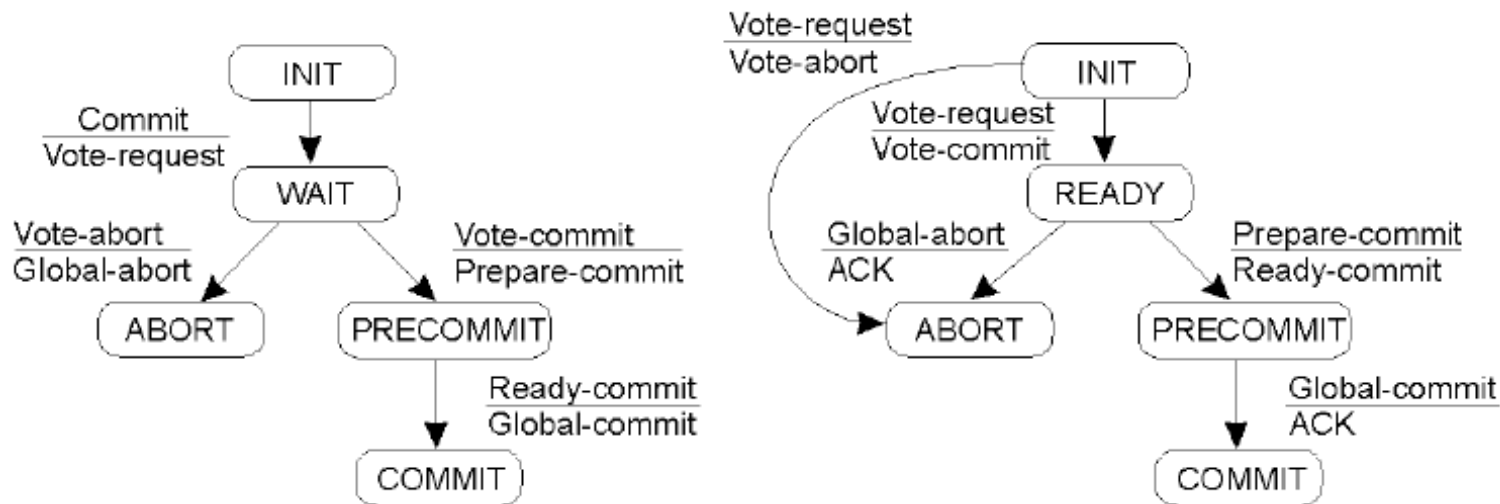 INIT
Commit
Vote-request
WAIT
Vote-abort
Global-abort
Vote-commit
Prepare-commit
ABORT
PRECOMMIT
Ready-commit
Global-commit
COMMIT
Vote-request
Vote-abort
INIT
Vote-request
Vote-commit
READY
Global-abort
ACK
Prepare-commit
Ready-commit
ABORT
PRECOMMIT
Global-commit
ACK
COMMIT